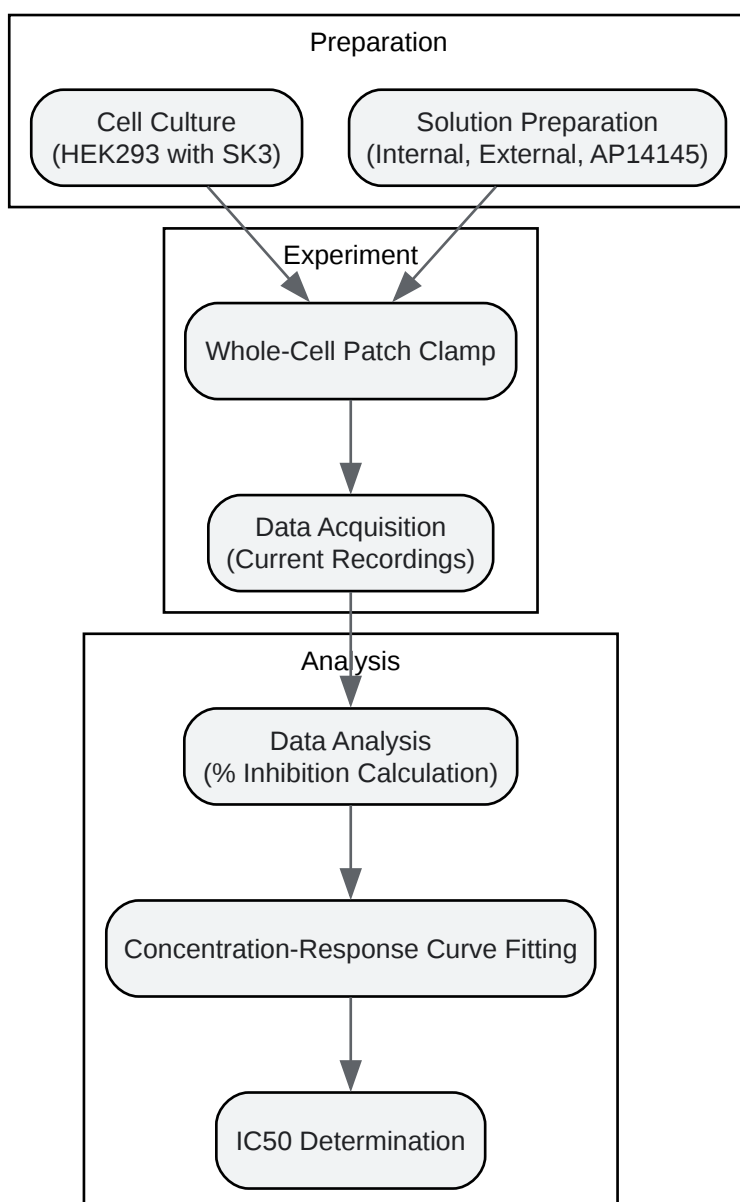 Preparation
Cell Culture
(HEK293 with SK3)
Solution Preparation
(Internal, External, AP14145)
Experiment
Whole-Cell Patch Clamp
Data Acquisition
(Current Recordings)
Analysis
Data Analysis
(% Inhibition Calculation)
Concentration-Response Curve Fitting
IC50 Determination